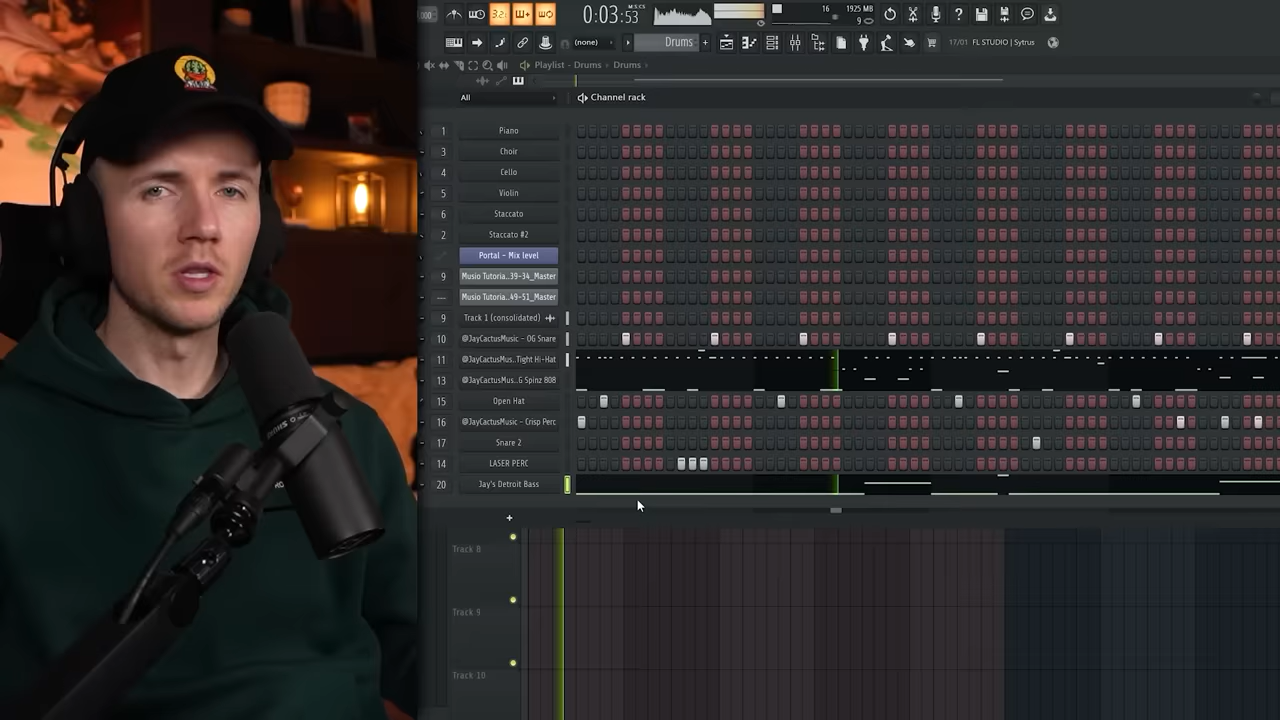 000
3.2.
0:03:53
M:S:CS
16
1925 MB
9
(none)
Drums
+
17/01 FL STUDIO | Sytrus
Playlist - Drums › Drums ›
All
Channel rack
1 Piano
3 Choir
4 Cello
5 Violin
6 Staccato
2 Staccato #2
Portal - Mix level
9 Musio Tutoria..39-34_Master
--- Musio Tutoria..49-51_Master
9 Track 1 (consolidated)
10 @JayCactusMusic - OG Snare
11 @JayCactusMus..Tight Hi-Hat
13 @JayCactusMus..G Spinz 808
15 Open Hat
16 @JayCactusMusic - Crisp Perc
17 Snare 2
14 LASER PERC
20 Jay's Detroit Bass
+
Track 8
Track 9
Track 10